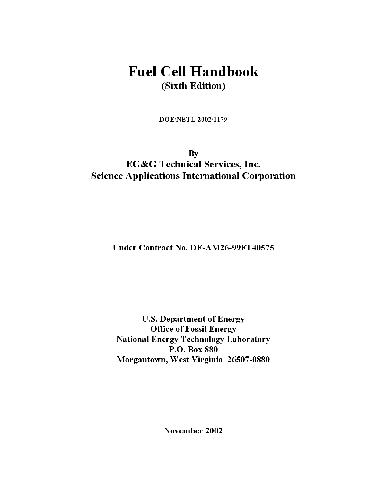 Fuel Cell Handbook
(Sixth Edition)
DOE/NETL-2002/1179
By
EG&G Technical Services, Inc.
Science Applications International Corporation
Under Contract No. DE-AM26-99FT40575
U.S. Department of Energy
Office of Fossil Energy
National Energy Technology Laboratory
P.O. Box 880
Morgantown, West Virginia 26507-0880
November 2002